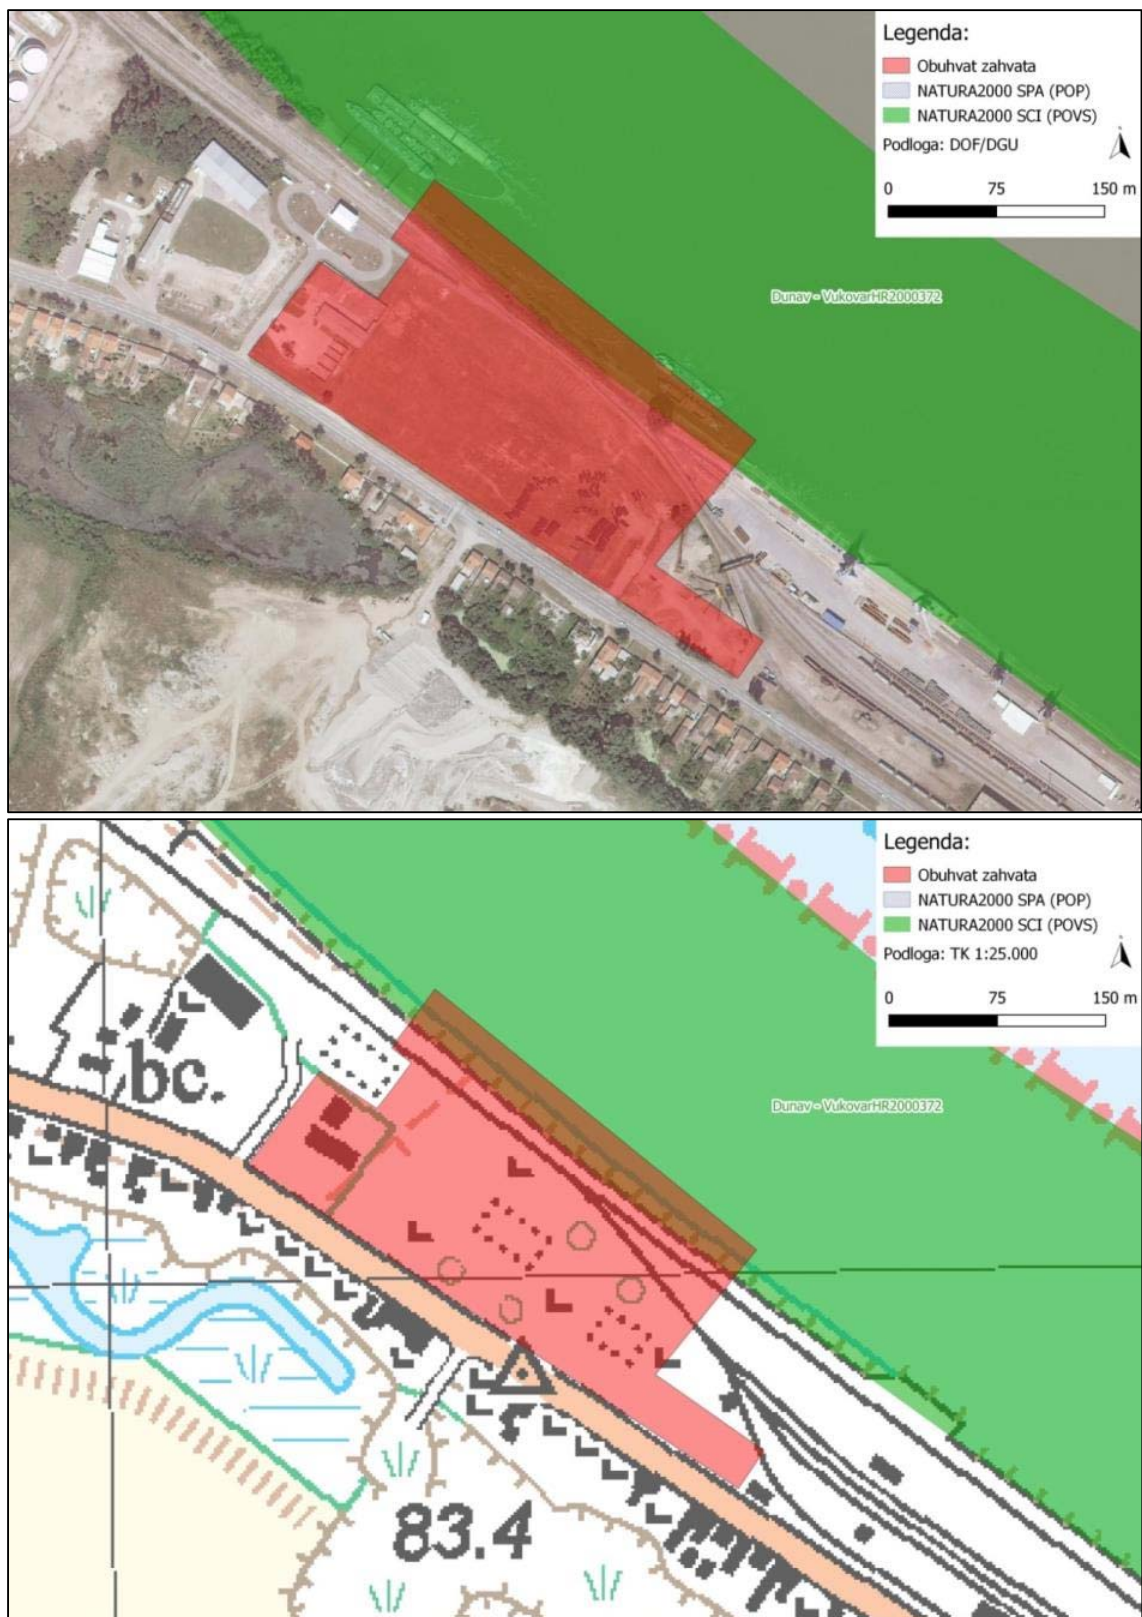 Legenda:
Obuhvat zahvata
NATURA2000 SPA (POP)
NATURA2000 SCI (POVS)
Podloga: DOF/DGU
0 75 150 m
Dunav - VukovarHR2000372
Legenda:
Obuhvat zahvata
NATURA2000 SPA (POP)
NATURA2000 SCI (POVS)
Podloga: TK 1:25.000
0 75 150 m
bc.
Dunav - VukovarHR2000372
83.4